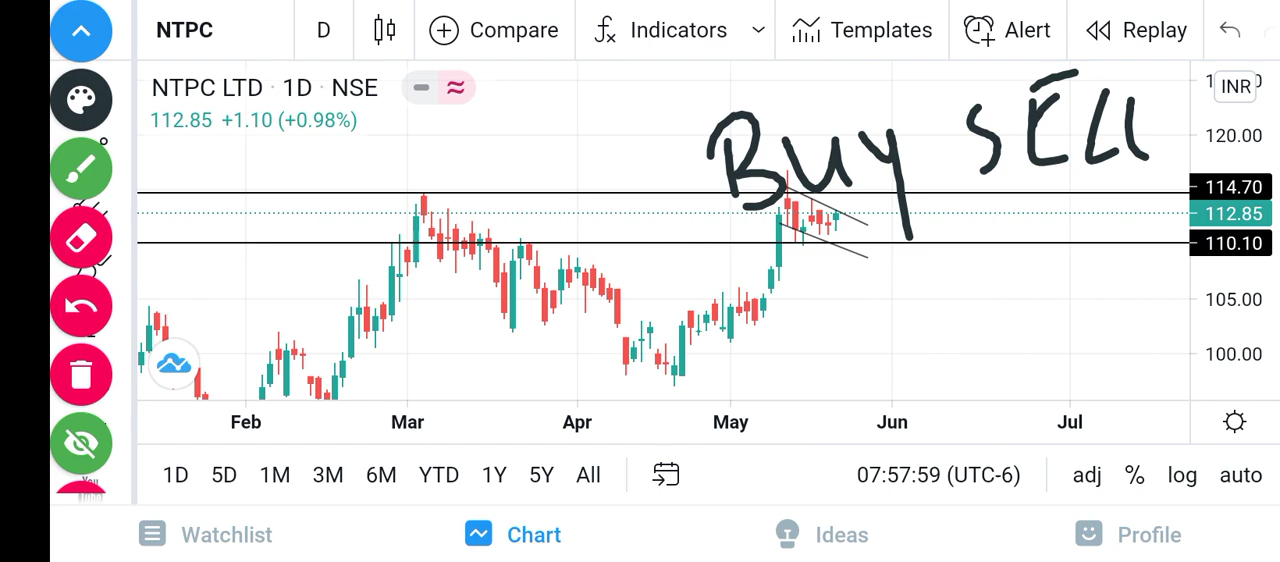 NTPC D Compare Indicators Templates Alert Replay
NTPC LTD · 1D · NSE
INR
112.85 +1.10 (+0.98%)
BUY SELL
120.00
114.70
112.85
110.10
105.00
100.00
Feb Mar Apr May Jun Jul
1D 5D 1M 3M 6M YTD 1Y 5Y All 07:57:59 (UTC-6) adj % log auto
Watchlist Chart Ideas Profile